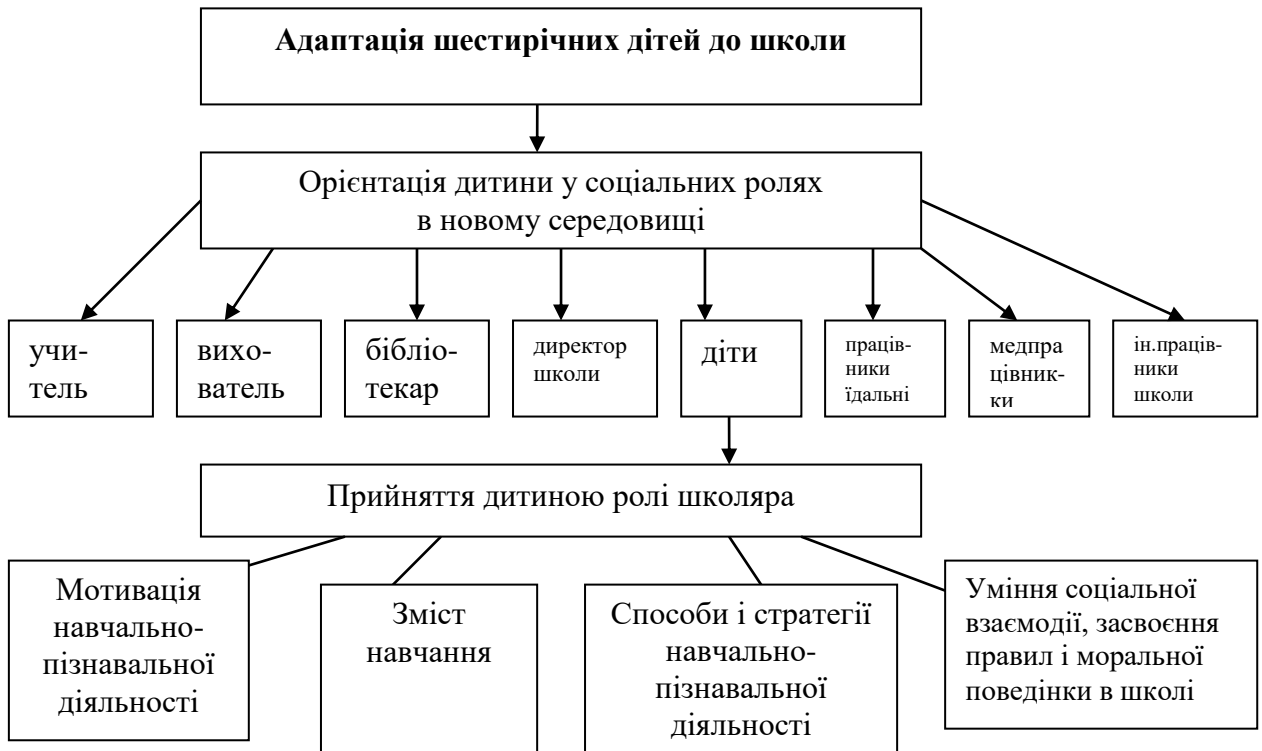 Адаптація шестирічних дітей до школи
Орієнтація дитини у соціальних ролях
в новому середовищі
учи-
тель
вихо-
ватель
бібліо-
текар
директор
школи
діти
праців-
ники
їдальні
медпра
цівник-
ки
ін.праців-
ники
школи
Прийняття дитиною ролі школяра
Мотивація
навчально-
пізнавальної
діяльності
Зміст
навчання
Способи і стратегії
навчально-
пізнавальної
діяльності
Уміння соціальної
взаємодії, засвоєння
правил і моральної
поведінки в школі